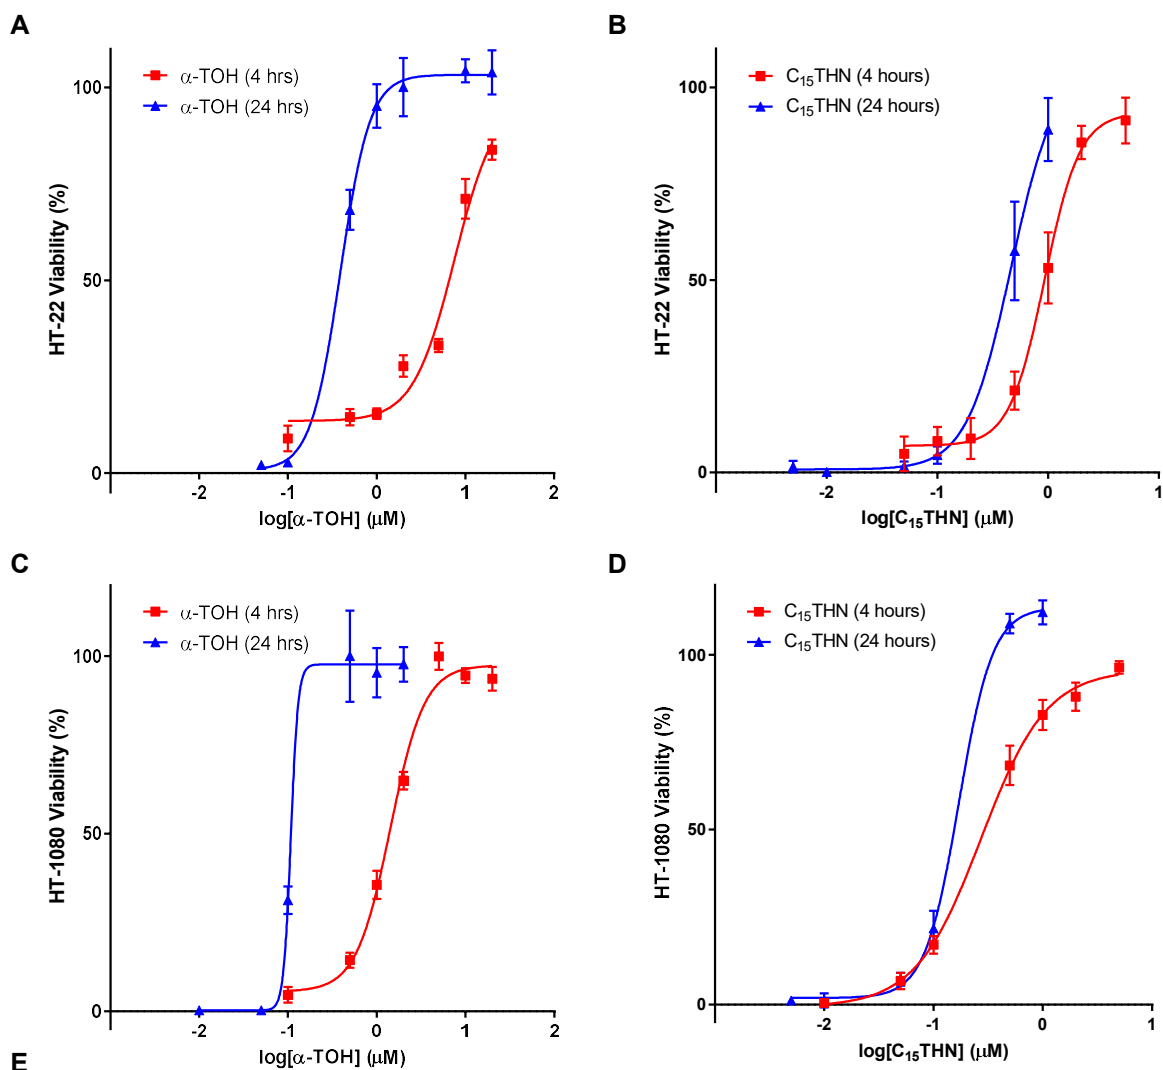 A
α-TOH (4 hrs)
α-TOH (24 hrs)
HT-22 Viability (%)
100
50
0
-2 -1 0 1 2
log[α-TOH] (μM)
B
C₁₅THN (4 hours)
C₁₅THN (24 hours)
HT-22 Viability (%)
100
50
0
-2 -1 0 1
log[C₁₅THN] (μM)
C
α-TOH (4 hrs)
α-TOH (24 hrs)
HT-1080 Viability (%)
100
50
0
-2 -1 0 1 2
log[α-TOH] (μM)
D
C₁₅THN (4 hours)
C₁₅THN (24 hours)
HT-1080 Viability (%)
100
50
0
-2 -1 0 1
log[C₁₅THN] (μM)
E